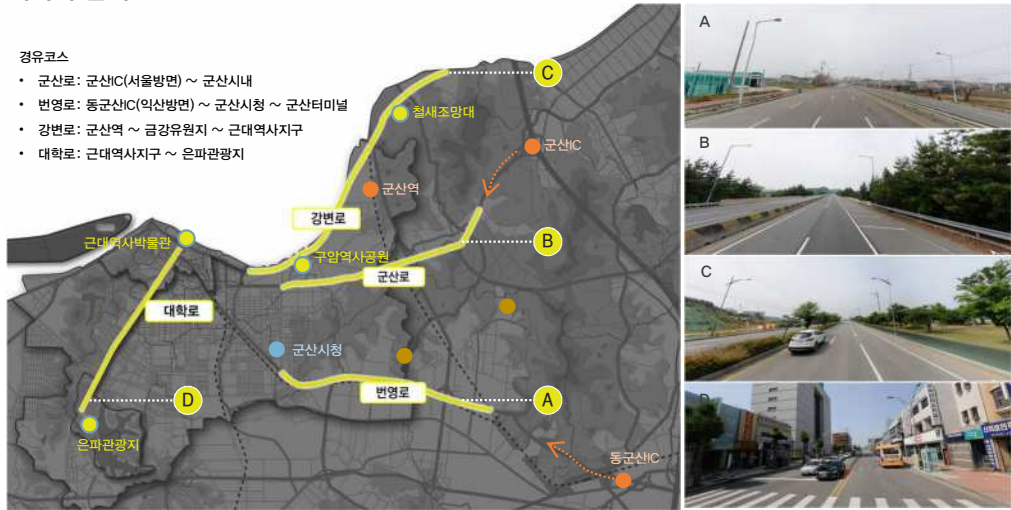 경유코스
• 군산로: 군산IC(서울방면) ~ 군산시내
• 번영로: 동군산IC(익산방면) ~ 군산시청 ~ 군산터미널
• 강변로: 군산역 ~ 금강유원지 ~ 근대역사지구
• 대학로: 근대역사지구 ~ 은파관광지
C
철새조망대
군산IC
군산역
강변로
근대역사박물관
B
구암역사공원
군산로
대학로
군산시청
번영로
D
A
은파관광지
동군산IC
A
B
C
D